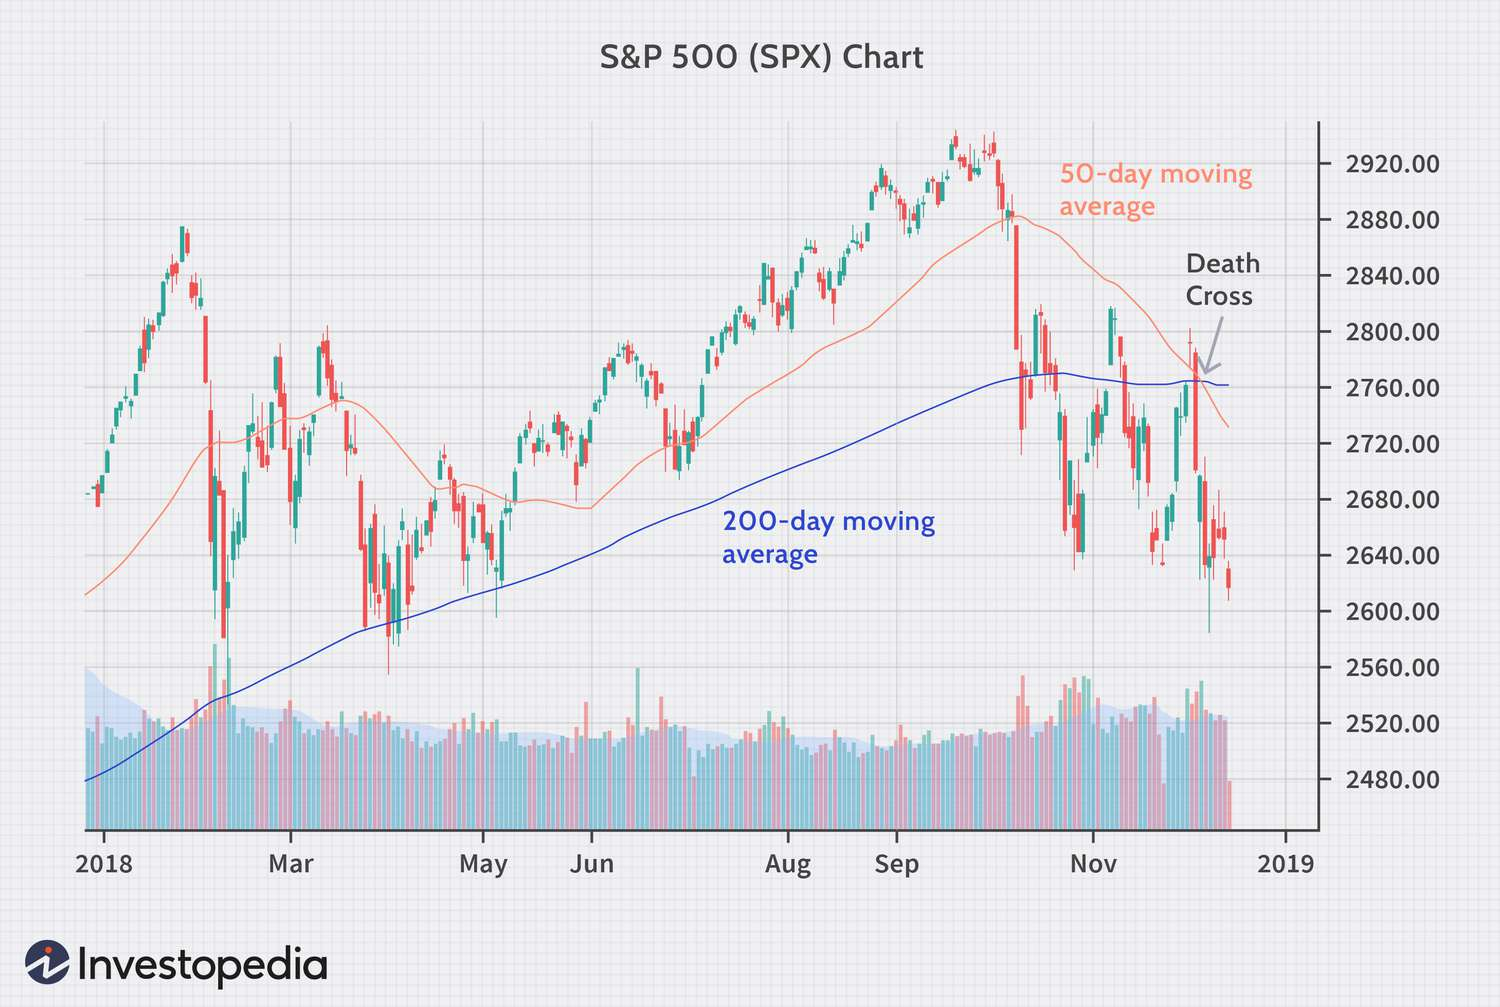 S&P 500 (SPX) Chart
50-day moving
average
Death
Cross
200-day moving
average
2920.00
2880.00
2840.00
2800.00
2760.00
2720.00
2680.00
2640.00
2600.00
2560.00
2520.00
2480.00
2018 Mar May Jun Aug Sep Nov 2019
Investopedia